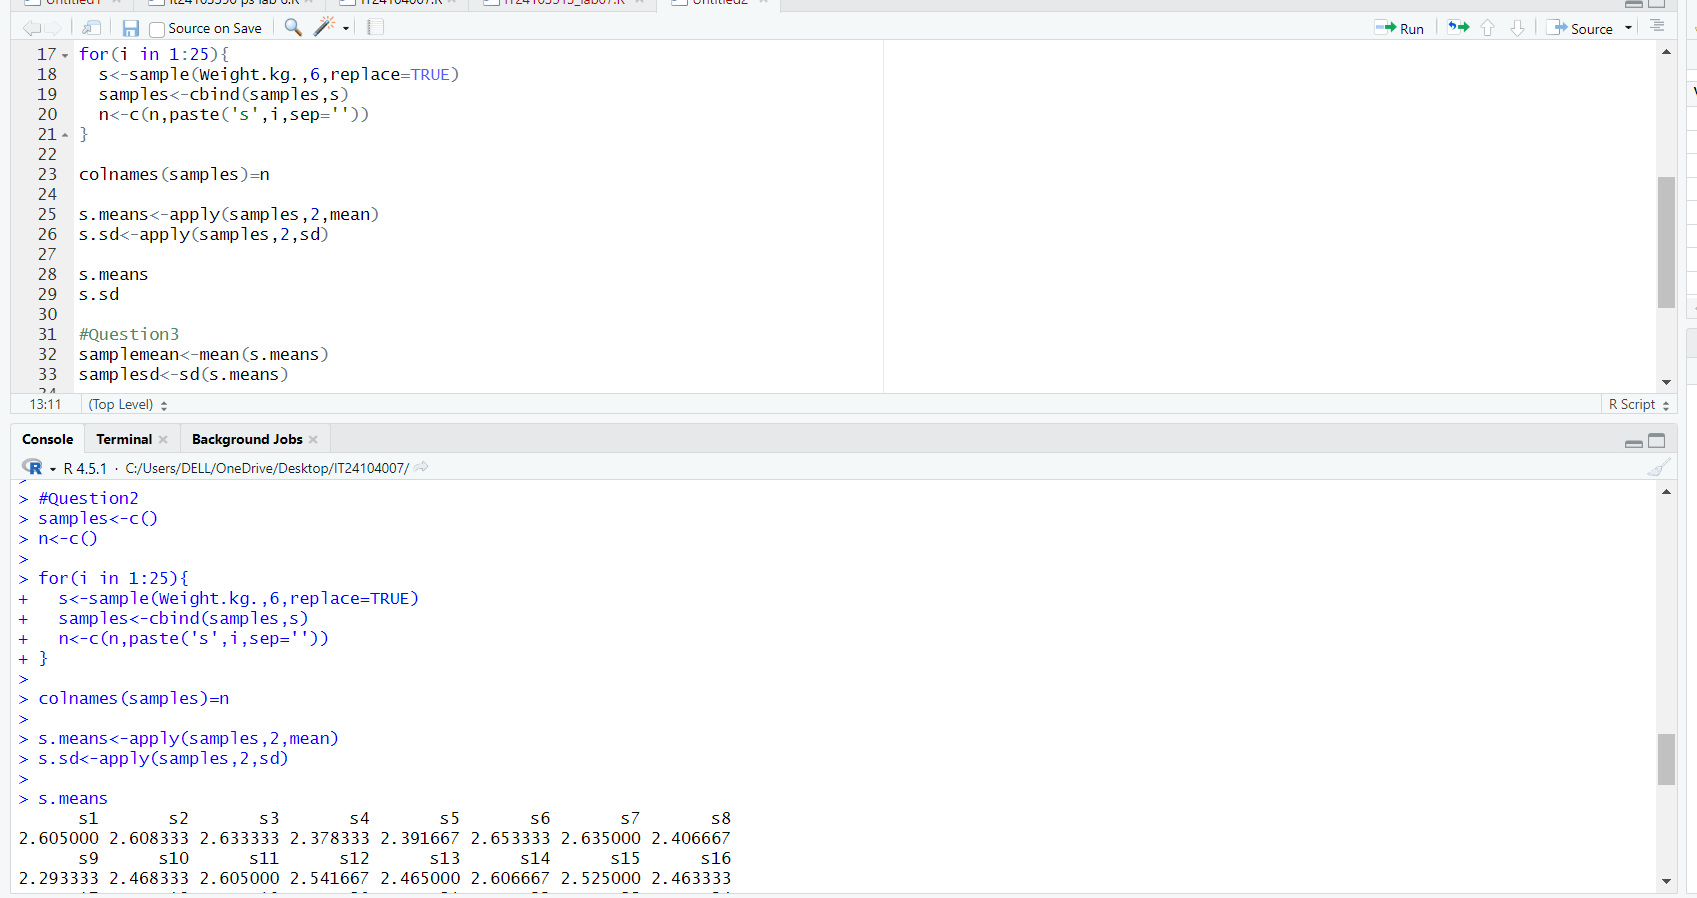 Untitled1
Untitled2
Source on Save
Run
Source
17 for(i in 1:25){
18 s<-sample(Weight.kg.,6,replace=TRUE)
19 samples<-cbind(samples,s)
20 n<-c(n,paste('s',i,sep=''))
21 }
22
23 colnames(samples)=n
24
25 s.means<-apply(samples,2,mean)
26 s.sd<-apply(samples,2,sd)
27
28 s.means
29 s.sd
30
31 #Question3
32 samplemean<-mean(s.means)
33 samplesd<-sd(s.means)
13:11 (Top Level) R Script
Console Terminal Background Jobs
R 4.5.1 · C:/Users/DELL/OneDrive/Desktop/IT24104007/
>
> #Question2
> samples<-c()
> n<-c()
>
> for(i in 1:25){
+ s<-sample(Weight.kg.,6,replace=TRUE)
+ samples<-cbind(samples,s)
+ n<-c(n,paste('s',i,sep=''))
+ }
>
> colnames(samples)=n
>
> s.means<-apply(samples,2,mean)
> s.sd<-apply(samples,2,sd)
>
> s.means
s1 s2 s3 s4 s5 s6 s7 s8
2.605000 2.608333 2.633333 2.378333 2.391667 2.653333 2.635000 2.406667
s9 s10 s11 s12 s13 s14 s15 s16
2.293333 2.468333 2.605000 2.541667 2.465000 2.606667 2.525000 2.463333